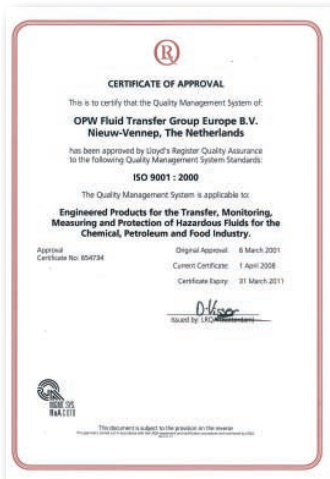 R
CERTIFICATE OF APPROVAL
This is to certify that the Quality Management System of:
OPW Fluid Transfer Group Europe B.V.
Nieuw-Vennep, The Netherlands
has been approved by Lloyd's Register Quality Assurance
to the following Quality Management System Standards:
ISO 9001 : 2000
The Quality Management System is applicable to:
Engineered Products for the Transfer, Monitoring,
Measuring and Protection of Hazardous Fluids for the
Chemical, Petroleum and Food Industry.
Approval
Certificate No: 654734
Original Approval: 6 March 2001
Current Certificate: 1 April 2008
Certificate Expiry: 31 March 2011
D. Visser
Issued by: LRQA
RvA C 010
This document is subject to the provision on the reverse